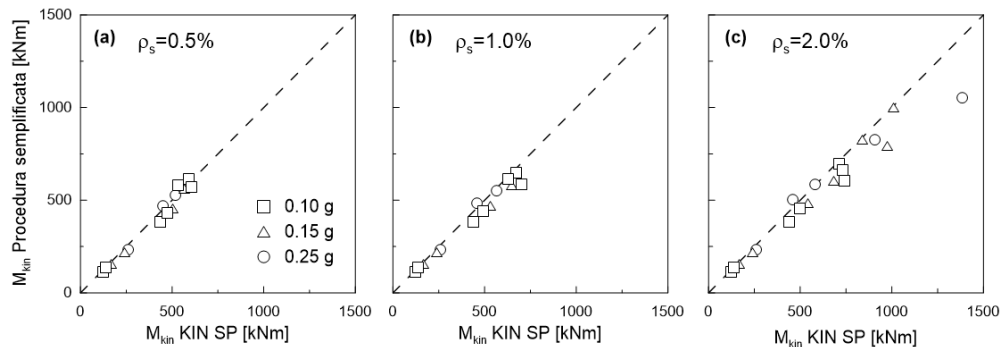 1500
1000
500
0
M_kin Procedura semplificata [kNm]
(a) ρ_s=0.5%
0.10 g
0.15 g
0.25 g
0 500 1000 1500
M_kin KIN SP [kNm]
(b) ρ_s=1.0%
0 500 1000 1500
M_kin KIN SP [kNm]
(c) ρ_s=2.0%
0 500 1000 1500
M_kin KIN SP [kNm]